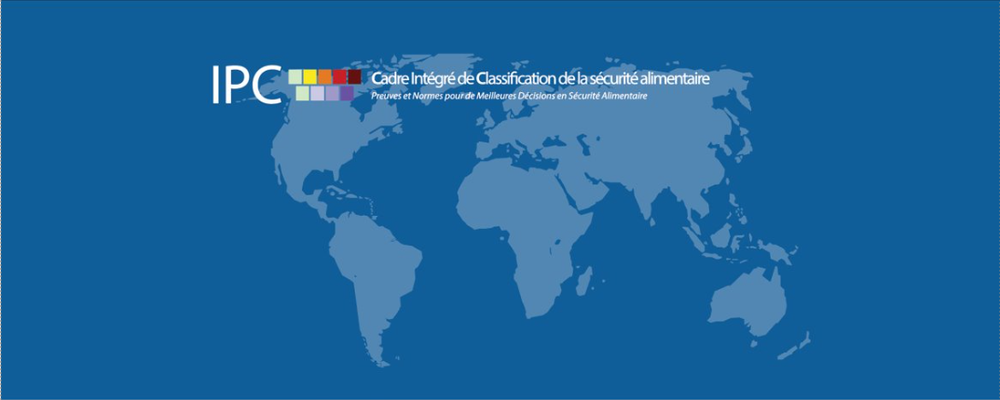 IPC
Cadre Intégré de Classification de la sécurité alimentaire
Preuves et Normes pour de Meilleures Décisions en Sécurité Alimentaire